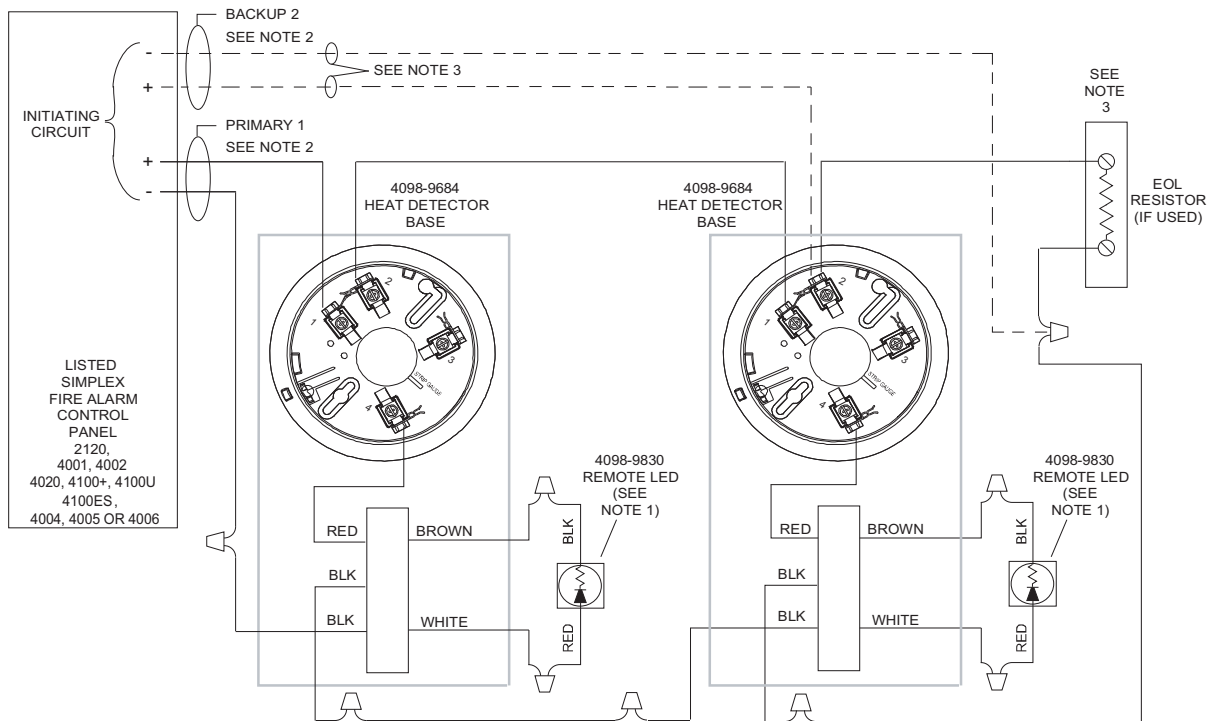 BACKUP 2
SEE NOTE 2
-
SEE NOTE 3
+
INITIATING
CIRCUIT
PRIMARY 1
SEE NOTE 2
+
-
SEE
NOTE
3
EOL
RESISTOR
(IF USED)
4098-9684
HEAT DETECTOR
BASE
4098-9684
HEAT DETECTOR
BASE
1
2
3
4
STRIP GAUGE
1
2
3
4
STRIP GAUGE
LISTED
SIMPLEX
FIRE ALARM
CONTROL
PANEL
2120,
4001, 4002
4020, 4100+, 4100U
4100ES,
4004, 4005 OR 4006
4098-9830
REMOTE LED
(SEE
NOTE 1)
RED
BROWN
BLK
BLK
BLK
WHITE
RED
4098-9830
REMOTE LED
(SEE
NOTE 1)
RED
BROWN
BLK
BLK
BLK
WHITE
RED